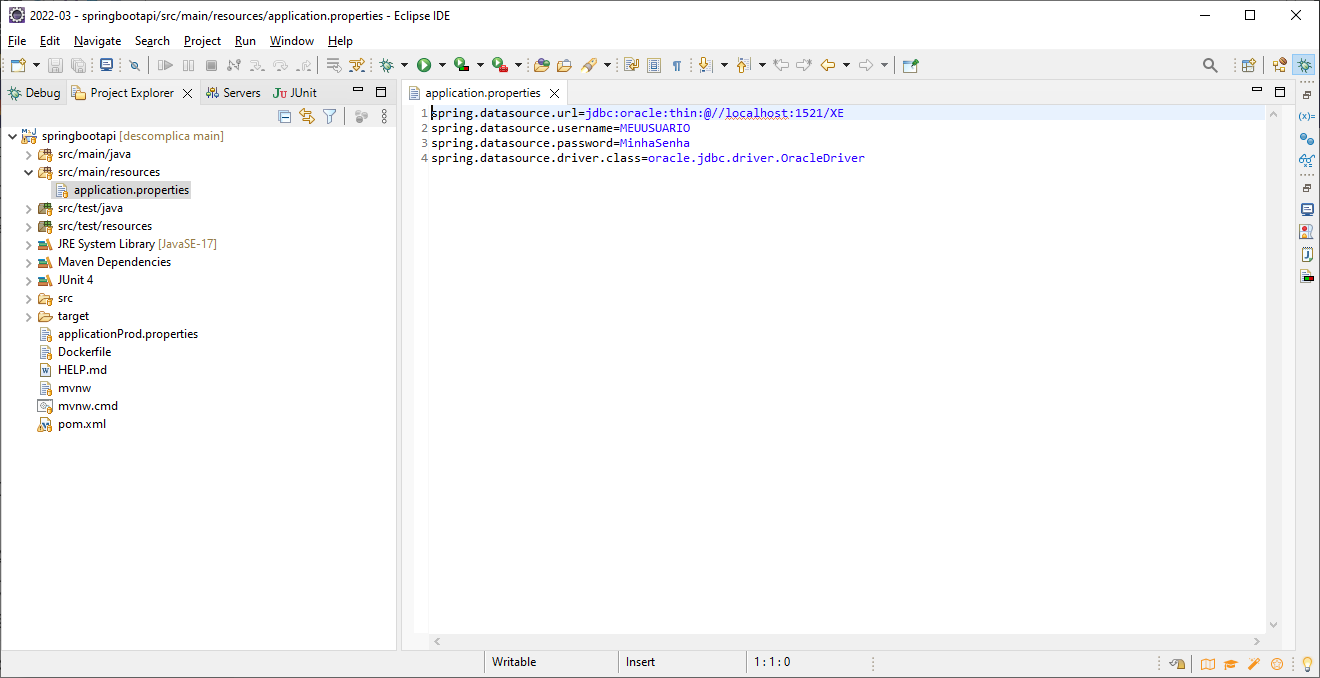 2022-03 - springbootapi/src/main/resources/application.properties - Eclipse IDE
File Edit Navigate Search Project Run Window Help
Debug Project Explorer Servers JUnit
application.properties
springbootapi [descomplica main]
src/main/java
src/main/resources
application.properties
src/test/java
src/test/resources
JRE System Library [JavaSE-17]
Maven Dependencies
JUnit 4
src
target
applicationProd.properties
Dockerfile
HELP.md
mvnw
mvnw.cmd
pom.xml
1 spring.datasource.url=jdbc:oracle:thin:@//localhost:1521/XE
2 spring.datasource.username=MEUUSUARIO
3 spring.datasource.password=MinhaSenha
4 spring.datasource.driver.class=oracle.jdbc.driver.OracleDriver
Writable Insert 1 : 1 : 0